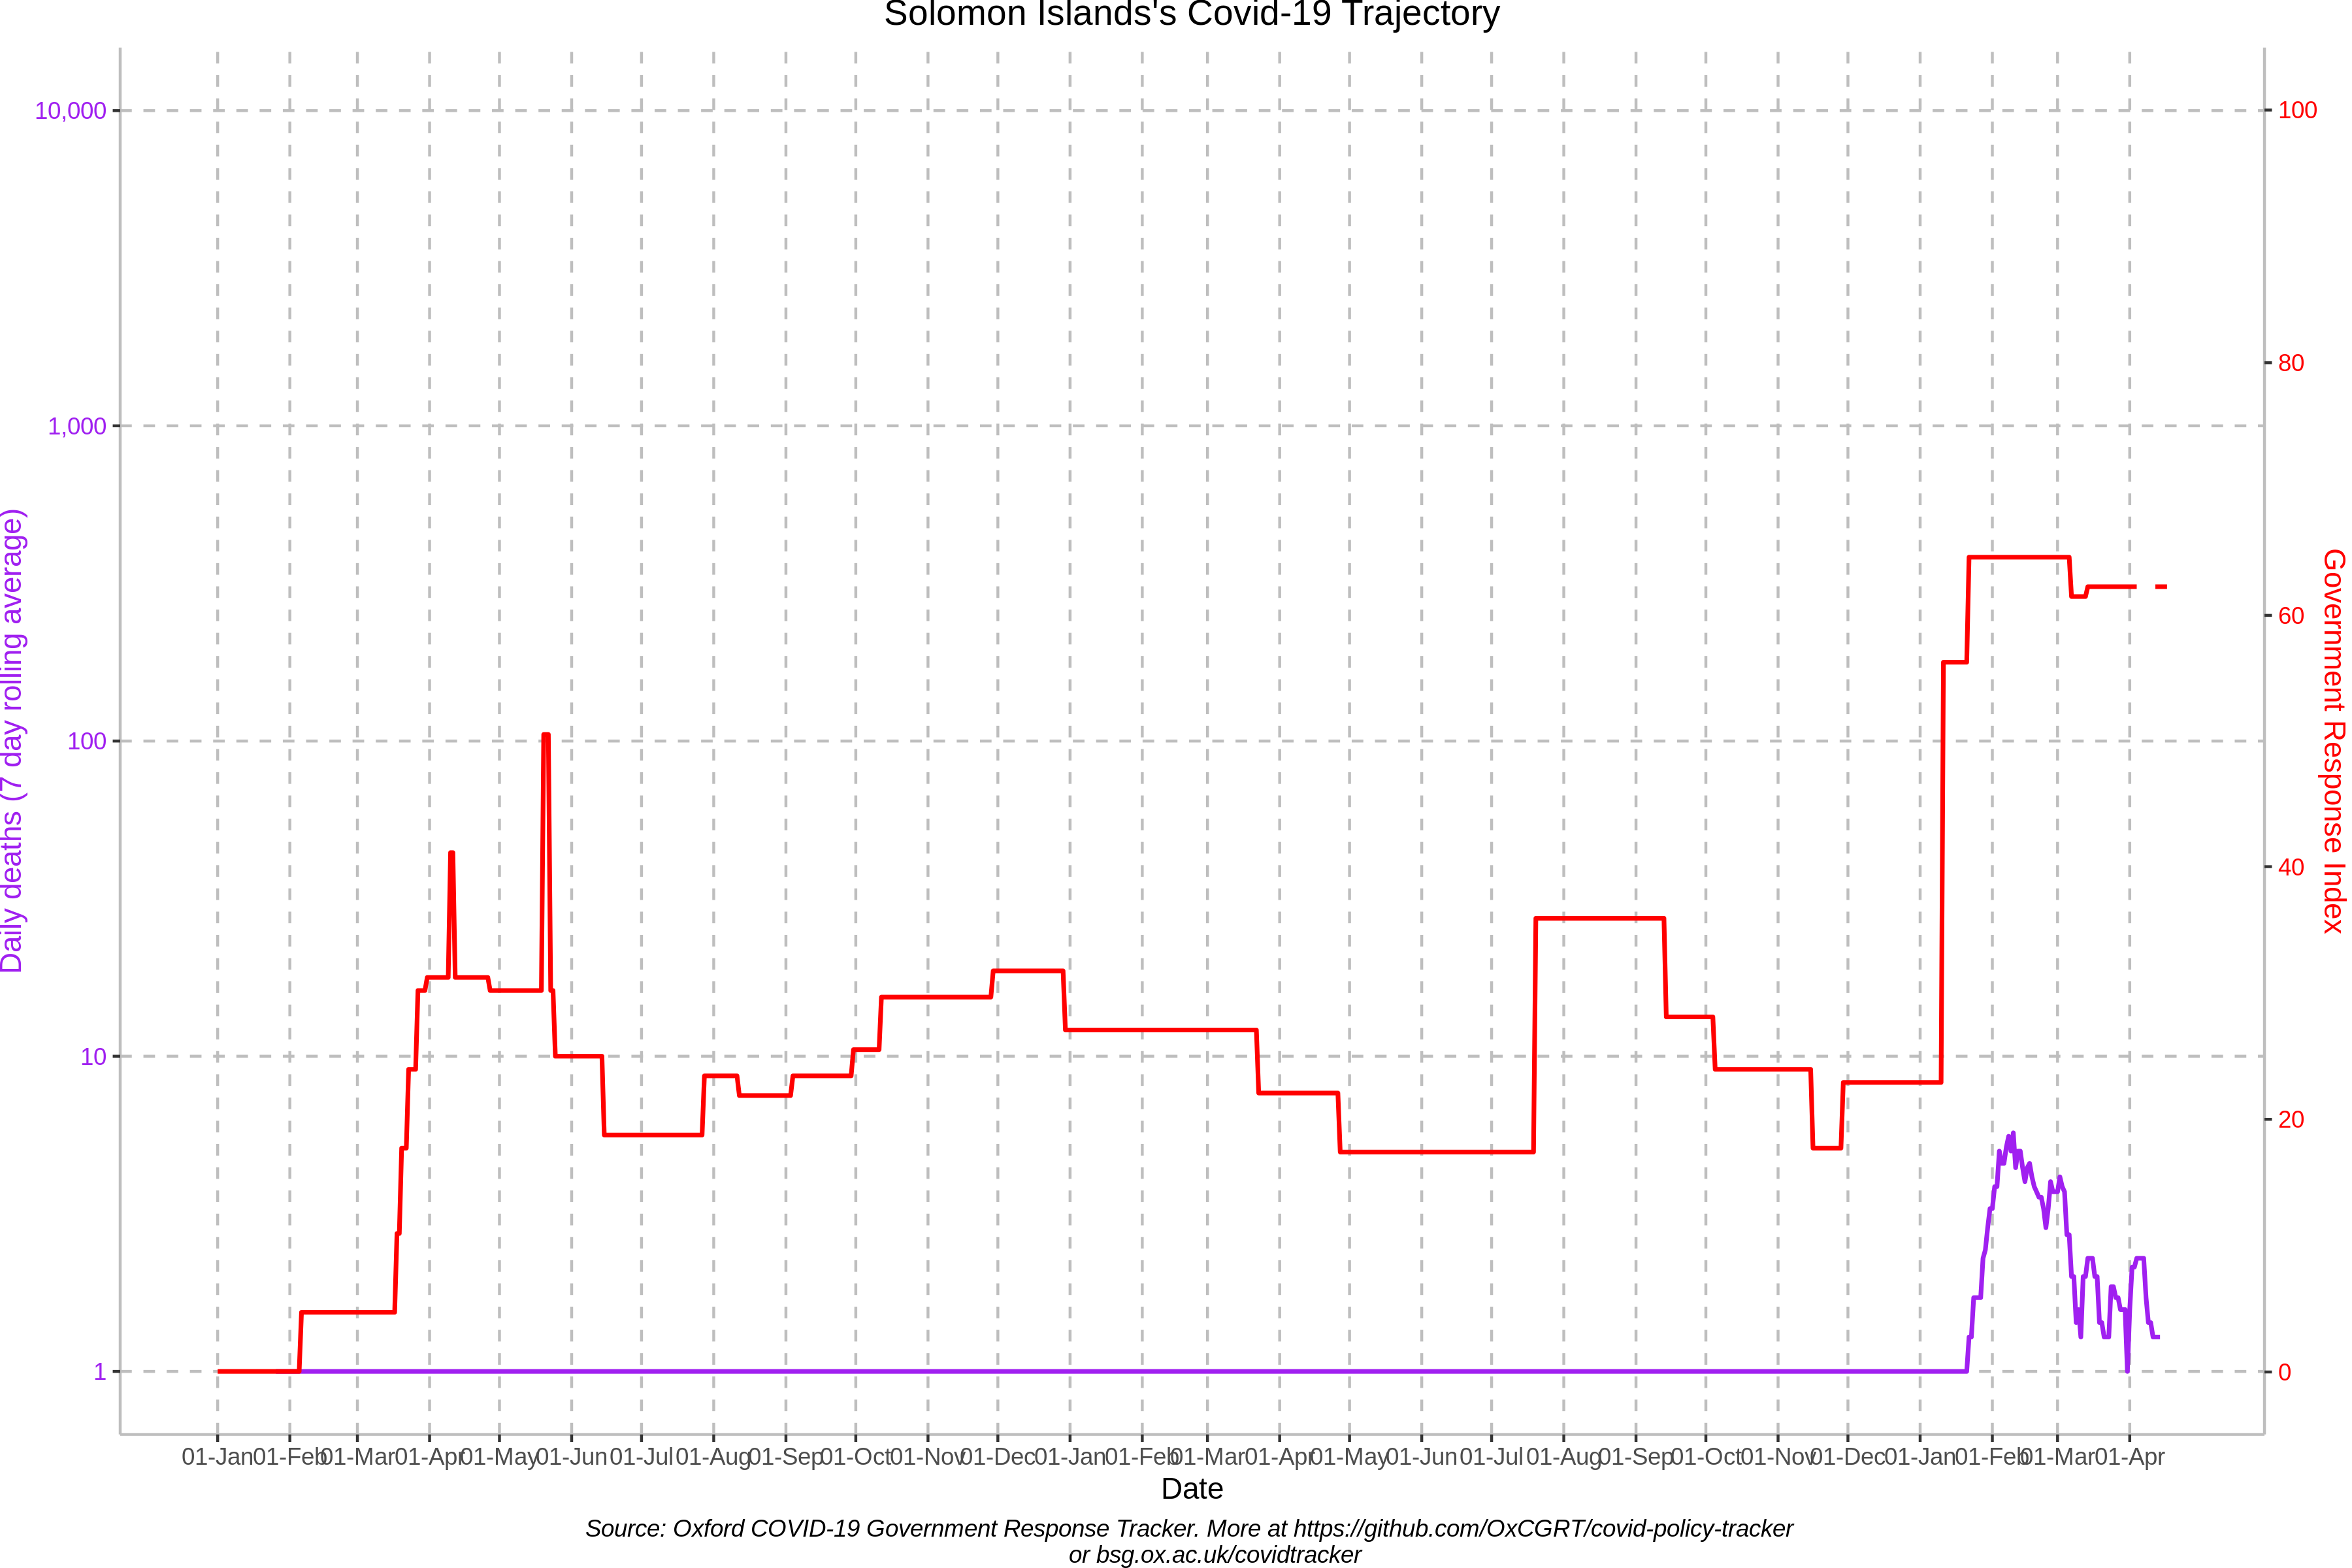 Solomon Islands's Covid-19 Trajectory
10,000
1,000
100
10
1
Daily deaths (7 day rolling average)
100
80
60
40
20
0
Government Response Index
01-Jan 01-Feb 01-Mar 01-Apr 01-May 01-Jun 01-Jul 01-Aug 01-Sep 01-Oct 01-Nov 01-Dec 01-Jan 01-Feb 01-Mar 01-Apr 01-May 01-Jun 01-Jul 01-Aug 01-Sep 01-Oct 01-Nov 01-Dec 01-Jan 01-Feb 01-Mar 01-Apr
Date
Source: Oxford COVID-19 Government Response Tracker. More at https://github.com/OxCGRT/covid-policy-tracker
or bsg.ox.ac.uk/covidtracker